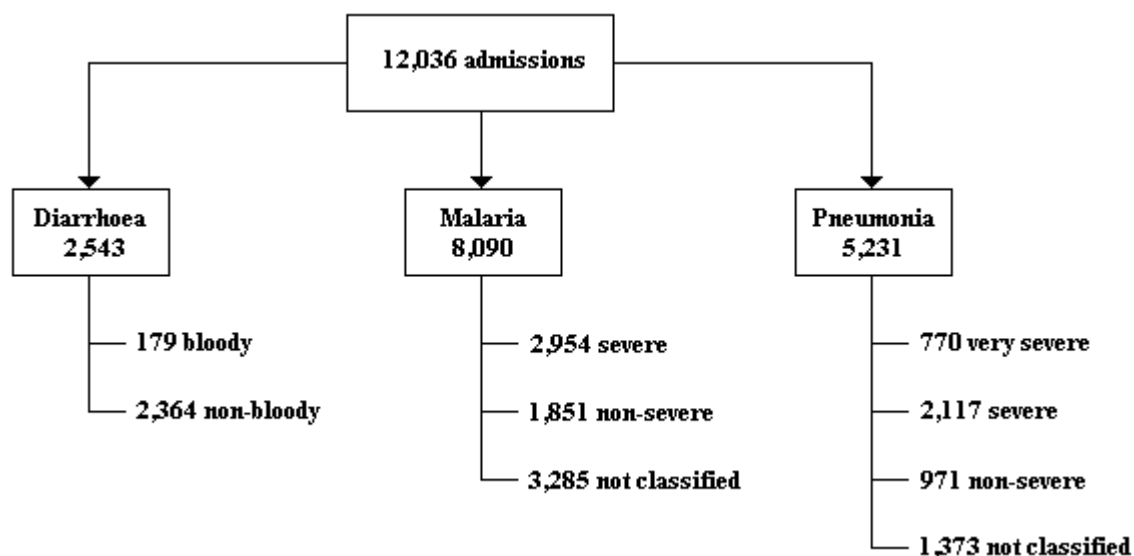 12,036 admissions
Diarrhoea
2,543
179 bloody
2,364 non-bloody
Malaria
8,090
2,954 severe
1,851 non-severe
3,285 not classified
Pneumonia
5,231
770 very severe
2,117 severe
971 non-severe
1,373 not classified